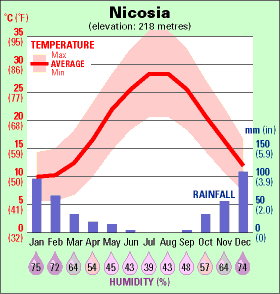 Nicosia
(elevation: 218 metres)
°C (°F)
35
(95)
30
(86)
25
(77)
20
(68)
15
(59)
10
(50)
5
(41)
0
(32)
TEMPERATURE
Max
AVERAGE
Min
mm (in)
150
(5.9)
100
(3.9)
50
(2.0)
0
(0)
RAINFALL
Jan Feb Mar Apr May Jun Jul Aug Sep Oct Nov Dec
75 72 64 54 45 43 39 43 48 57 64 74
HUMIDITY (%)